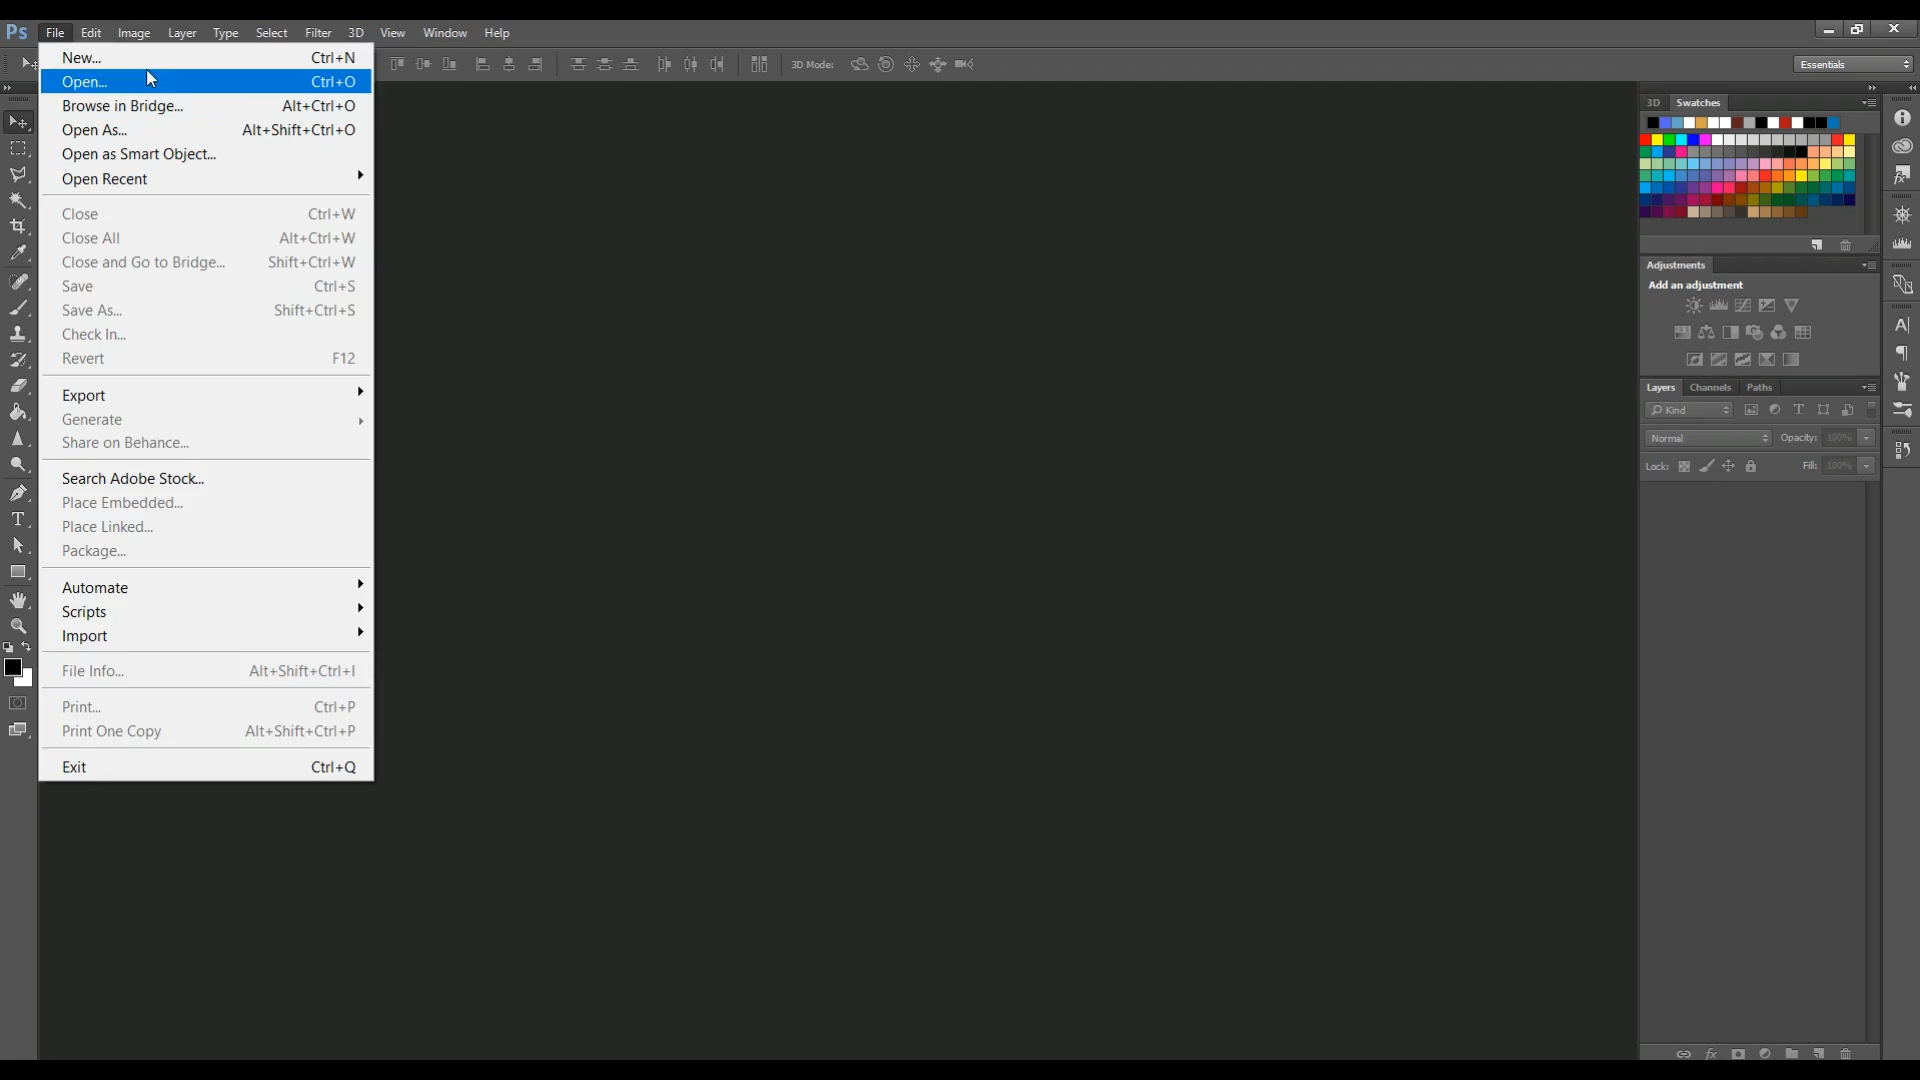 Ps File Edit Image Layer Type Select Filter 3D View Window Help
3D Mode: Essentials
New... Ctrl+N
Open... Ctrl+O
Browse in Bridge... Alt+Ctrl+O
Open As... Alt+Shift+Ctrl+O
Open as Smart Object...
Open Recent
Close Ctrl+W
Close All Alt+Ctrl+W
Close and Go to Bridge... Shift+Ctrl+W
Save Ctrl+S
Save As... Shift+Ctrl+S
Check In...
Revert F12
Export
Generate
Share on Behance...
Search Adobe Stock...
Place Embedded...
Place Linked...
Package...
Automate
Scripts
Import
File Info... Alt+Shift+Ctrl+I
Print... Ctrl+P
Print One Copy Alt+Shift+Ctrl+P
Exit Ctrl+Q
3D Swatches
Adjustments
Add an adjustment
Layers Channels Paths
Kind
Normal Opacity: 100%
Lock: Fill: 100%